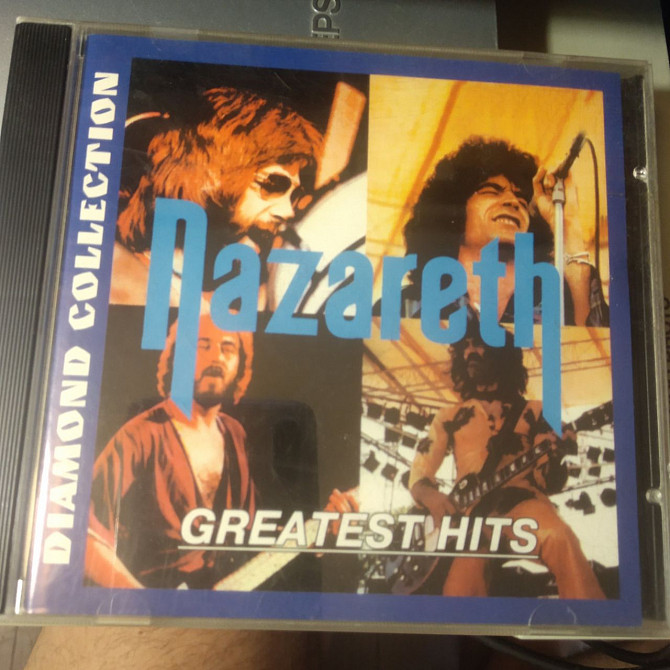 DIAMOND COLLECTION
Nazareth
GREATEST HITS